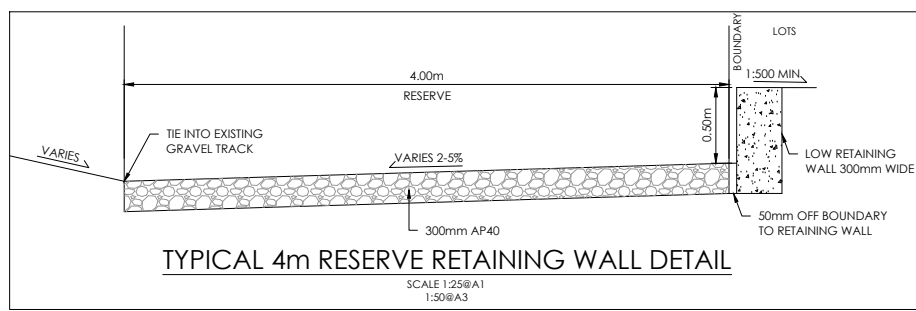 BOUNDARY
LOTS
4.00m
RESERVE
1:500 MIN.
0.50m
TIE INTO EXISTING
GRAVEL TRACK
VARIES
VARIES 2-5%
LOW RETAINING
WALL 300mm WIDE
300mm AP40
50mm OFF BOUNDARY
TO RETAINING WALL
TYPICAL 4m RESERVE RETAINING WALL DETAIL
SCALE 1:25@A1
1:50@A3